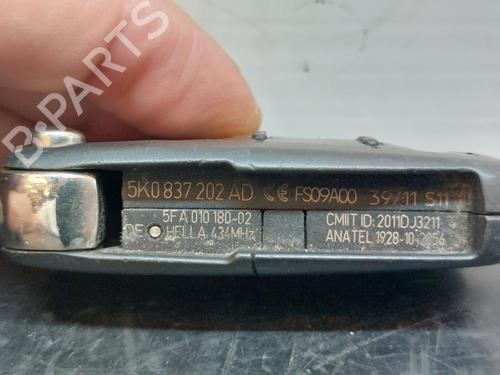 5K0 837 202 AD CE FS09A00 39/11 S11
5FA 010 180-02
DE HELLA 434MHz
CMIIT ID: 2011DJ3211
ANATEL 1928-10-2056
B-PARTS